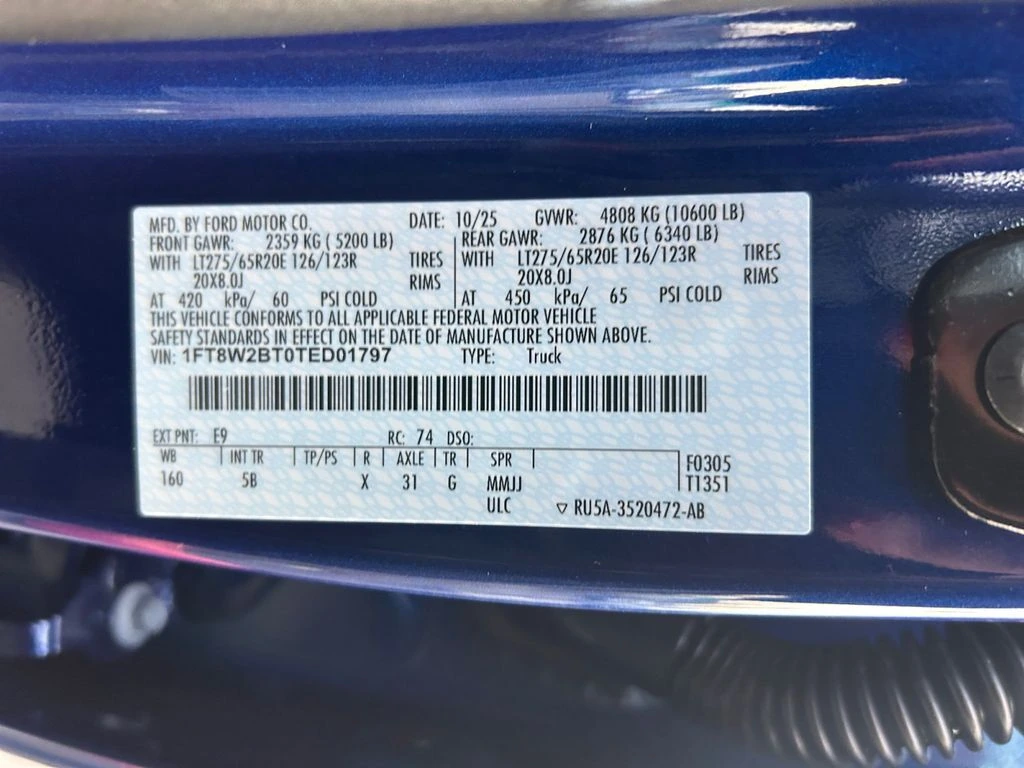 MFD. BY FORD MOTOR CO. DATE: 10/25 GVWR: 4808 KG (10600 LB)
FRONT GAWR: 2359 KG ( 5200 LB) REAR GAWR: 2876 KG ( 6340 LB)
WITH LT275/65R20E 126/123R TIRES WITH LT275/65R20E 126/123R TIRES
20X8.0J RIMS 20X8.0J RIMS
AT 420 kPa/ 60 PSI COLD AT 450 kPa/ 65 PSI COLD
THIS VEHICLE CONFORMS TO ALL APPLICABLE FEDERAL MOTOR VEHICLE
SAFETY STANDARDS IN EFFECT ON THE DATE OF MANUFACTURE SHOWN ABOVE.
VIN: 1FT8W2BT0TED01797 TYPE: Truck
EXT PNT: E9 RC: 74 DSO:
WB INT TR TP/PS R AXLE TR SPR F0305
160 5B X 31 G MMJJ T1351
ULC ▽ RU5A-3520472-AB